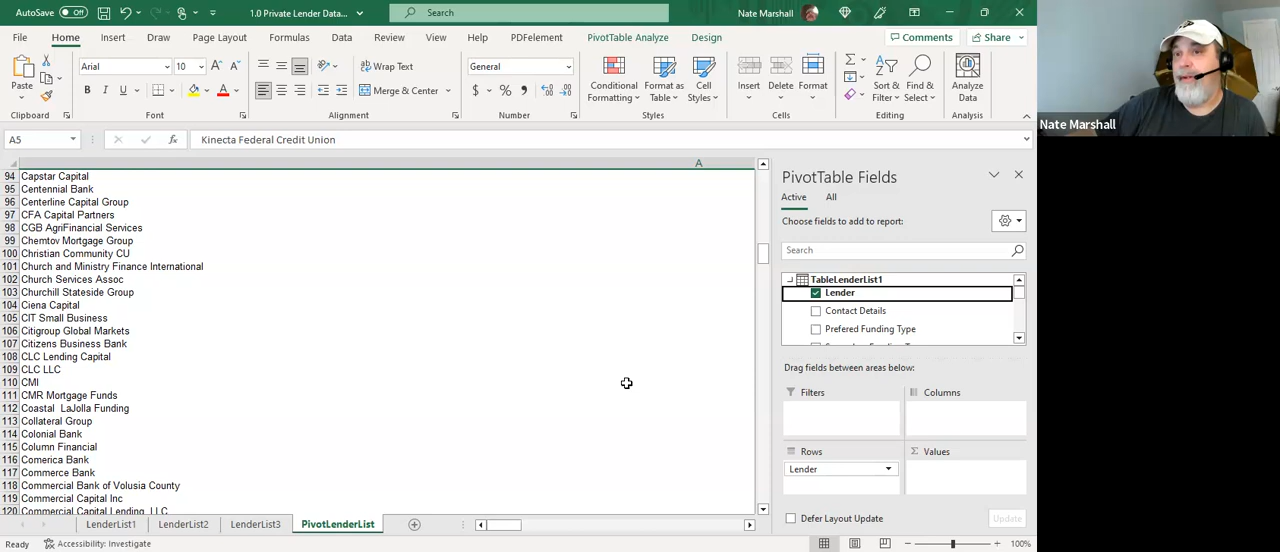 AutoSave Off 1.0 Private Lender Data... Search Nate Marshall
File Home Insert Draw Page Layout Formulas Data Review View Help PDFelement PivotTable Analyze Design Comments Share
Paste
Arial 10
B I U
Wrap Text
Merge & Center
General
$ % ,
Conditional Formatting
Format as Table
Cell Styles
Insert
Delete
Format
Sort & Filter
Find & Select
Analyze Data
Clipboard Font Alignment Number Styles Cells Editing Analysis
Nate Marshall
A5 fx Kinecta Federal Credit Union
A
94 Capstar Capital
95 Centennial Bank
96 Centerline Capital Group
97 CFA Capital Partners
98 CGB AgriFinancial Services
99 Chemtov Mortgage Group
100 Christian Community CU
101 Church and Ministry Finance International
102 Church Services Assoc
103 Churchill Stateside Group
104 Ciena Capital
105 CIT Small Business
106 Citigroup Global Markets
107 Citizens Business Bank
108 CLC Lending Capital
109 CLC LLC
110 CMI
111 CMR Mortgage Funds
112 Coastal LaJolla Funding
113 Collateral Group
114 Colonial Bank
115 Column Financial
116 Comerica Bank
117 Commerce Bank
118 Commercial Bank of Volusia County
119 Commercial Capital Inc
120 Commercial Capital Lending, LLC
PivotTable Fields
Active All
Choose fields to add to report:
Search
TableLenderList1
Lender
Contact Details
Prefered Funding Type
Drag fields between areas below:
Filters Columns
Rows Values
Lender
Defer Layout Update Update
LenderList1 LenderList2 LenderList3 PivotLenderList
Ready Accessibility: Investigate 100%